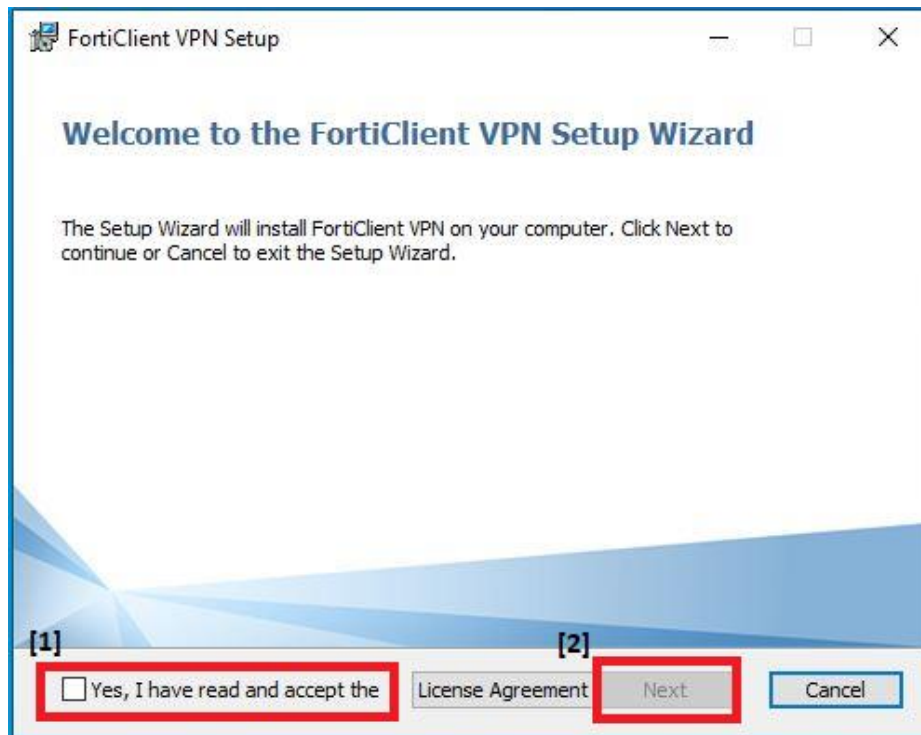 FortiClient VPN Setup
Welcome to the FortiClient VPN Setup Wizard
The Setup Wizard will install FortiClient VPN on your computer. Click Next to
continue or Cancel to exit the Setup Wizard.
[1] [2]
Yes, I have read and accept the License Agreement Next Cancel